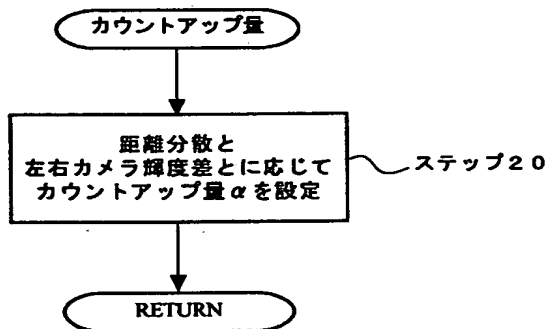 カウントアップ量
距離分散と
左右カメラ輝度差とに応じて
カウントアップ量αを設定
ステップ20
RETURN